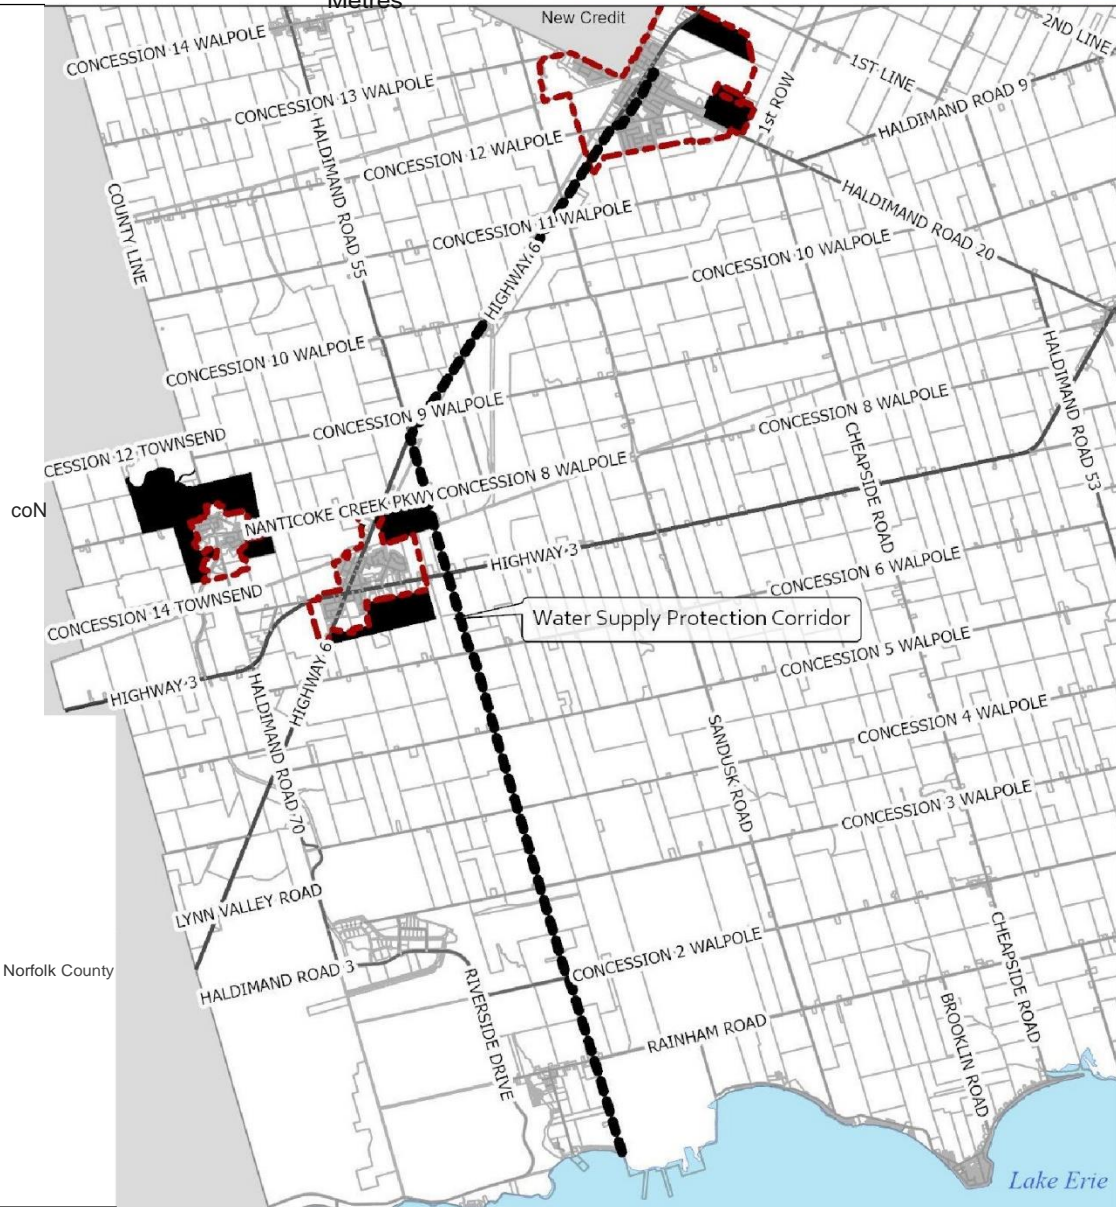 Metres
New Credit
2ND LINE
CONCESSION 14 WALPOLE
1ST LINE
CONCESSION 13 WALPOLE
HALDIMAND ROAD 9
1st ROW
HALDIMAND ROAD 55
CONCESSION 12 WALPOLE
COUNTY LINE
HALDIMAND ROAD 20
CONCESSION 11 WALPOLE
CONCESSION 10 WALPOLE
HIGHWAY 6
CONCESSION 10 WALPOLE
HALDIMAND ROAD 53
CONCESSION 9 WALPOLE
CONCESSION 8 WALPOLE
CESSION 12 TOWNSEND
CHEAPSIDE ROAD
CONCESSION 8 WALPOLE
coN
NANTICOKE CREEK PKWY
HIGHWAY 3
CONCESSION 6 WALPOLE
CONCESSION 14 TOWNSEND
Water Supply Protection Corridor
CONCESSION 5 WALPOLE
HIGHWAY 3
HIGHWAY 6
HALDIMAND ROAD 70
CONCESSION 4 WALPOLE
SANDUSK ROAD
CONCESSION 3 WALPOLE
LYNN VALLEY ROAD
CONCESSION 2 WALPOLE
CHEAPSIDE ROAD
Norfolk County
HALDIMAND ROAD 3
RIVERSIDE DRIVE
RAINHAM ROAD
BROOKLIN ROAD
Lake Erie